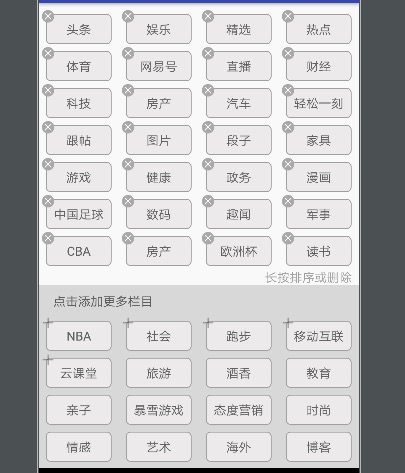 头条 娱乐 精选 热点
体育 网易号 直播 财经
科技 房产 汽车 轻松一刻
跟帖 图片 段子 家具
游戏 健康 政务 漫画
中国足球 数码 趣闻 军事
CBA 房产 欧洲杯 读书
长按排序或删除
点击添加更多栏目
NBA 社会 跑步 移动互联
云课堂 旅游 酒香 教育
亲子 暴雪游戏 态度营销 时尚
情感 艺术 海外 博客